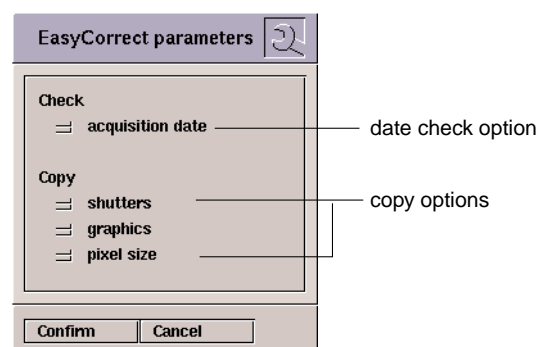 EasyCorrect parameters
Check
acquisition date
date check option
Copy
shutters
copy options
graphics
pixel size
Confirm Cancel